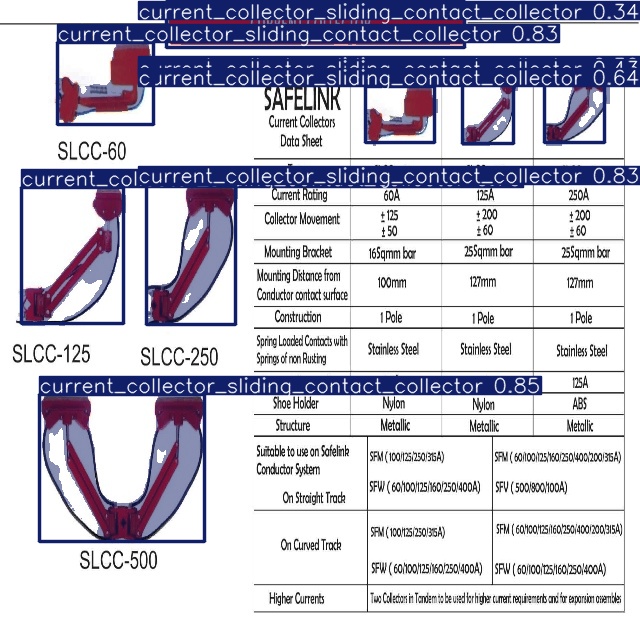 current_collector_sliding_contact_collector 0.34
current_collector_sliding_contact_collector 0.83
current_collector_sliding_contact_collector
current_collector_sliding_contact_collector 0.64
SAFELINK
Current Collectors
Data Sheet
SLCC-60
current_collector_sliding_contact_collector 0.83
Current Rating 60A 125A 250A
Collector Movement ±125 ±200 ±200
±50 ±60 ±60
Mounting Bracket 16Sqmm bar 25Sqmm bar 25Sqmm bar
Mounting Distance from
Conductor contact surface 100mm 127mm 127mm
Construction 1 Pole 1 Pole 1 Pole
Spring Loaded Contacts with
Springs of non Rusting Stainless Steel Stainless Steel Stainless Steel
SLCC-125 SLCC-250
current_collector_sliding_contact_collector 0.85
125A
Shoe Holder Nylon Nylon ABS
Structure Metallic Metallic Metallic
Suitable to use on Safelink
Conductor System
SFM ( 100/125/250/315A) SFM ( 60/100/125/160/250/400/200/315A)
On Straight Track SFW ( 60/100/125/160/250/400A) SFV ( 500/800/100A)
On Curved Track
SFM ( 100/125/250/315A) SFM ( 60/100/125/160/250/400/200/315A)
SFW ( 60/100/125/160/250/400A) SFW ( 60/100/125/160/250/400A)
SLCC-500
Higher Currents Two Collectors in Tandem to be used for higher current requirements and for expansion assembles